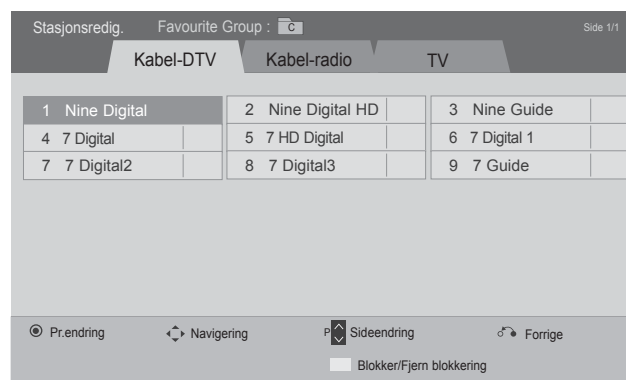 Stasjonsredig. Favourite Group : C Side 1/1
Kabel-DTV Kabel-radio TV
1 Nine Digital 2 Nine Digital HD 3 Nine Guide
4 7 Digital 5 7 HD Digital 6 7 Digital 1
7 7 Digital2 8 7 Digital3 9 7 Guide
Pr.endring Navigering P Sideendring Forrige
Blokker/Fjern blokkering